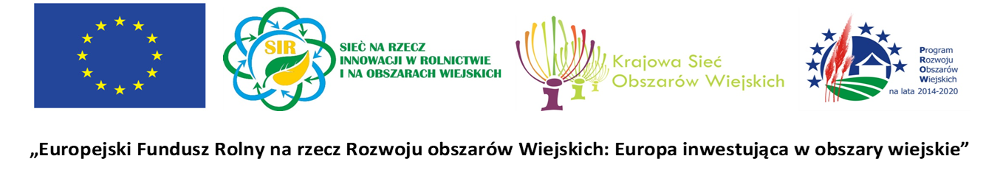 SIR
SIEĆ NA RZECZ
INNOWACJI W ROLNICTWIE
I NA OBSZARACH WIEJSKICH
Krajowa Sieć
Obszarów Wiejskich
Program
Rozwoju
Obszarów
Wiejskich
na lata 2014-2020
„Europejski Fundusz Rolny na rzecz Rozwoju obszarów Wiejskich: Europa inwestująca w obszary wiejskie”